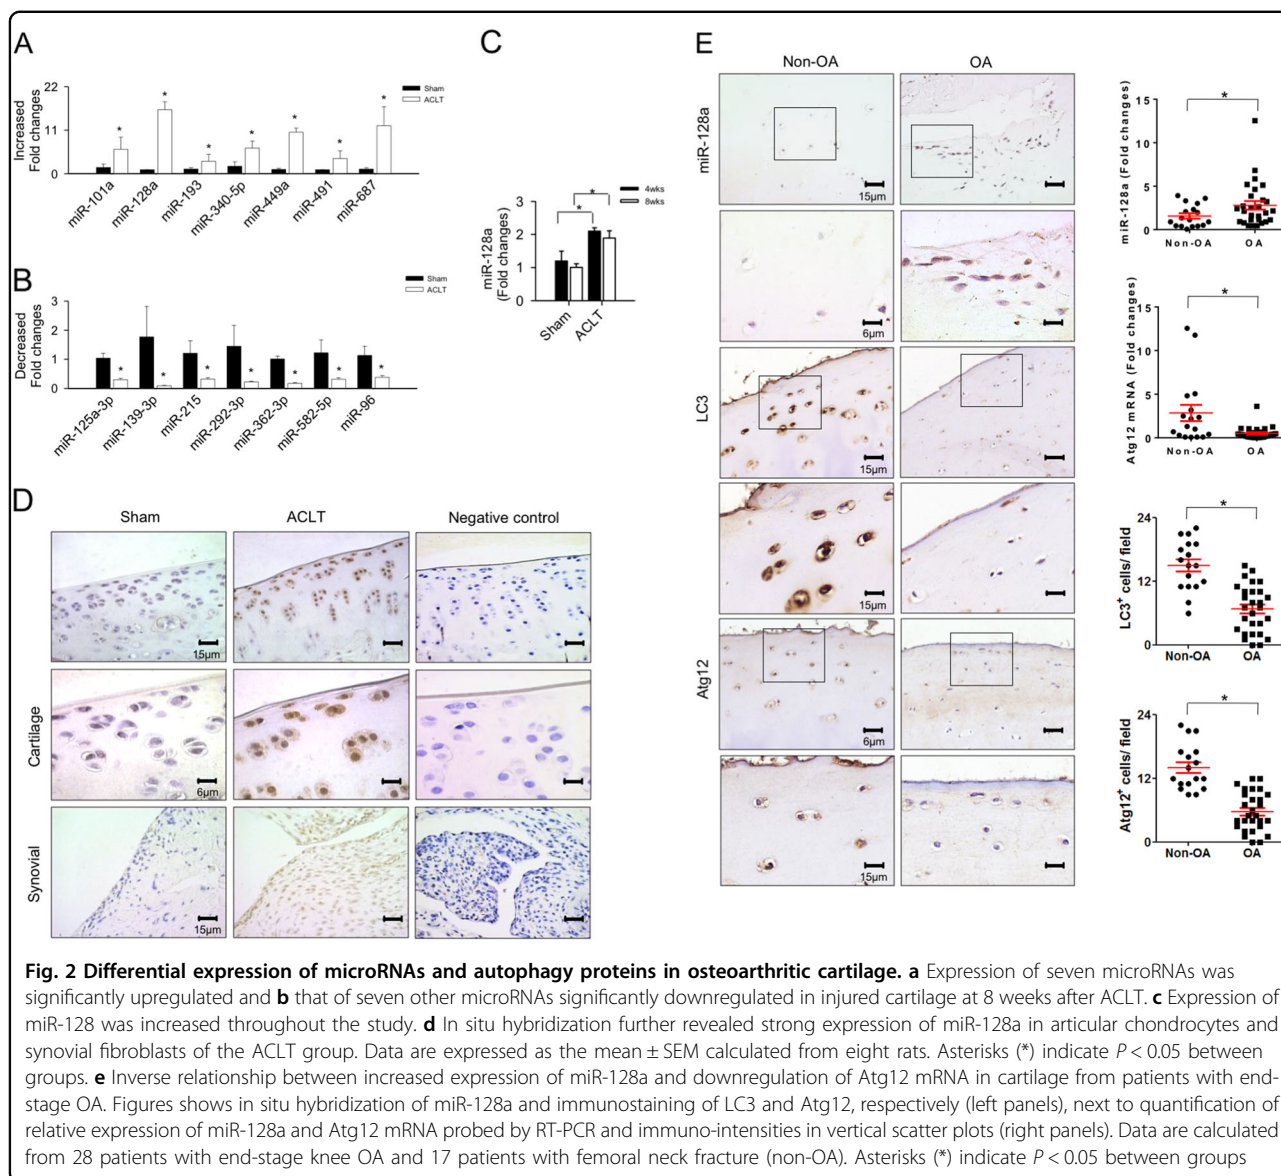 A
Increased
Fold changes
22
11
0
Sham
ACLT
* * * * * * *
miR-101a
miR-128a
miR-193
miR-340-5p
miR-449a
miR-491
miR-687
B
Decreased
Fold changes
3
2
1
0
Sham
ACLT
* * * * * * *
miR-125a-3p
miR-139-3p
miR-215
miR-292-3p
miR-362-3p
miR-582-5p
miR-96
C
miR-128a
(Fold changes)
3
2
1
0
4wks
8wks
*
*
Sham
ACLT
D
Sham ACLT Negative control
15µm
Cartilage
6µm
Synovial
15µm
E
Non-OA OA
miR-128a
15µm
6µm
LC3
15µm
15µm
Atg12
6µm
15µm
miR-128a (Fold changes)
15
10
5
0
*
Non-OA OA
Atg12 mRNA (Fold changes)
15
10
5
0
*
Non-OA OA
LC3+ cells/ field
24
12
0
*
Non-OA OA
Atg12+ cells/ field
24
12
0
*
Non-OA OA
Fig. 2 Differential expression of microRNAs and autophagy proteins in osteoarthritic cartilage. a Expression of seven microRNAs was
significantly upregulated and b that of seven other microRNAs significantly downregulated in injured cartilage at 8 weeks after ACLT. c Expression of
miR-128 was increased throughout the study. d In situ hybridization further revealed strong expression of miR-128a in articular chondrocytes and
synovial fibroblasts of the ACLT group. Data are expressed as the mean ± SEM calculated from eight rats. Asterisks (*) indicate P < 0.05 between
groups. e Inverse relationship between increased expression of miR-128a and downregulation of Atg12 mRNA in cartilage from patients with end-
stage OA. Figures shows in situ hybridization of miR-128a and immunostaining of LC3 and Atg12, respectively (left panels), next to quantification of
relative expression of miR-128a and Atg12 mRNA probed by RT-PCR and immuno-intensities in vertical scatter plots (right panels). Data are calculated
from 28 patients with end-stage knee OA and 17 patients with femoral neck fracture (non-OA). Asterisks (*) indicate P < 0.05 between groups